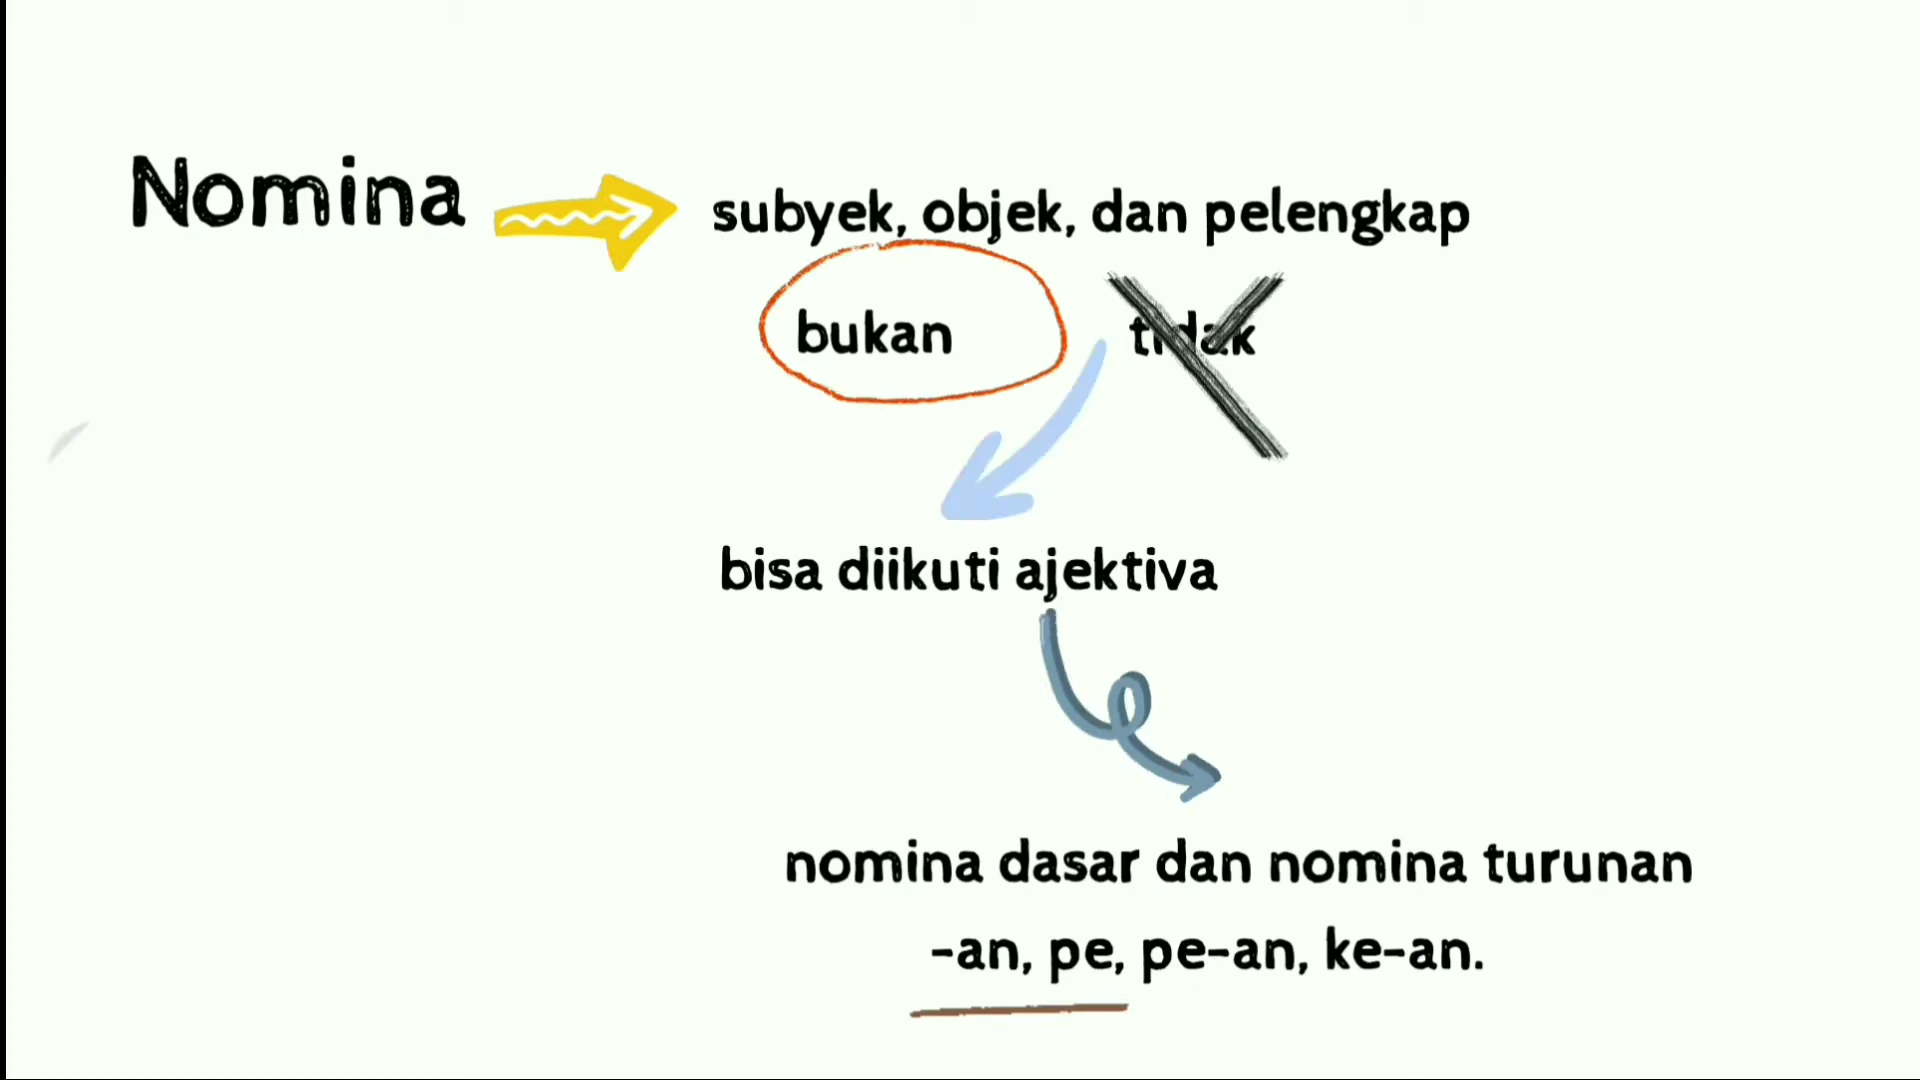 Nomina
subyek, objek, dan pelengkap
bukan tidak
bisa diikuti ajektiva
nomina dasar dan nomina turunan
-an, pe, pe-an, ke-an.